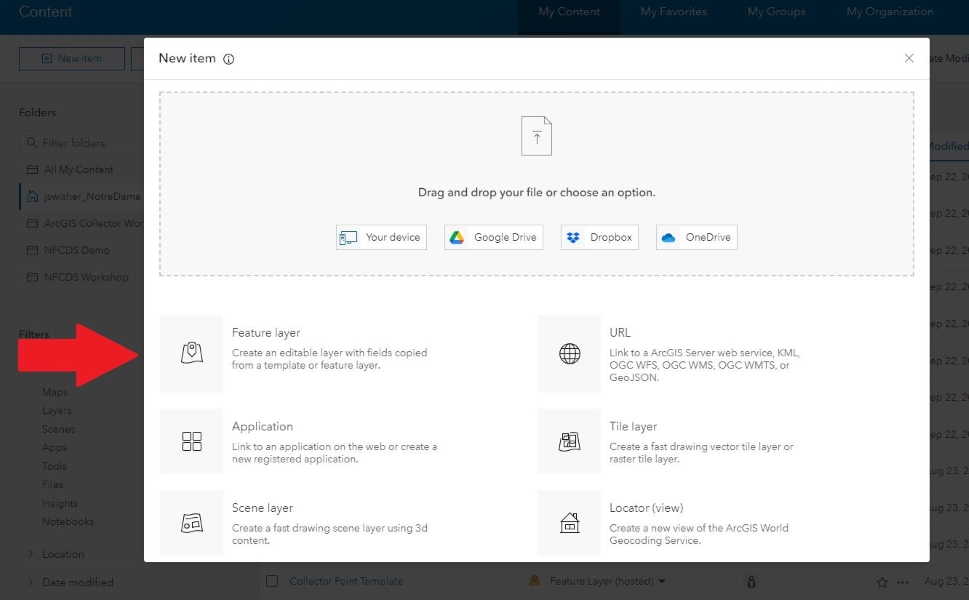 Content
My Content
My Favorites
My Groups
My Organization
New item
New item
Folders
Filter folders
All My Content
jswisher_NotreDame
ArcGIS Collector Wor
NFCDS Demo
NFCDS Workshop
Filters
Maps
Layers
Scenes
Apps
Tools
Files
Insights
Notebooks
Location
Date modified
Drag and drop your file or choose an option.
Your device
Google Drive
Dropbox
OneDrive
Feature layer
Create an editable layer with fields copied
from a template or feature layer.
URL
Link to a ArcGIS Server web service, KML,
OGC WFS, OGC WMS, OGC WMTS, or
GeoJSON.
Application
Link to an application on the web or create a
new registered application.
Tile layer
Create a fast drawing vector tile layer or
raster tile layer.
Scene layer
Create a fast drawing scene layer using 3d
content.
Locator (view)
Create a new view of the ArcGIS World
Geocoding Service.
Collector Point Template
Feature Layer (hosted)
Aug 23, 2
ate Modi
Modified
ep 22, 2
ep 22, 2
ep 22, 2
ep 22, 2
ep 22, 2
ep 22, 2
ep 22, 2
ep 22, 2
ug 23, 2
ug 23, 2
ug 23, 2